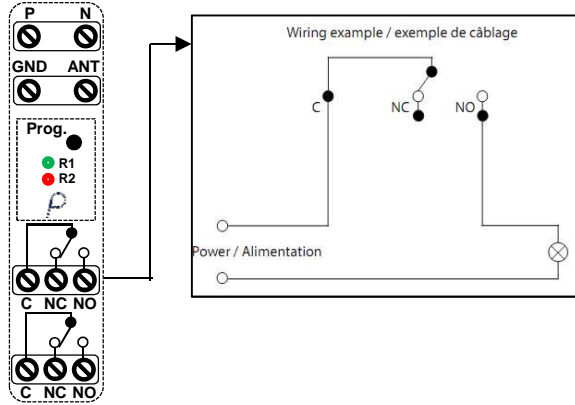 P N
GND ANT
Prog.
R1
R2
C NC NO
C NC NO
Wiring example / exemple de câblage
C NC NO
Power / Alimentation